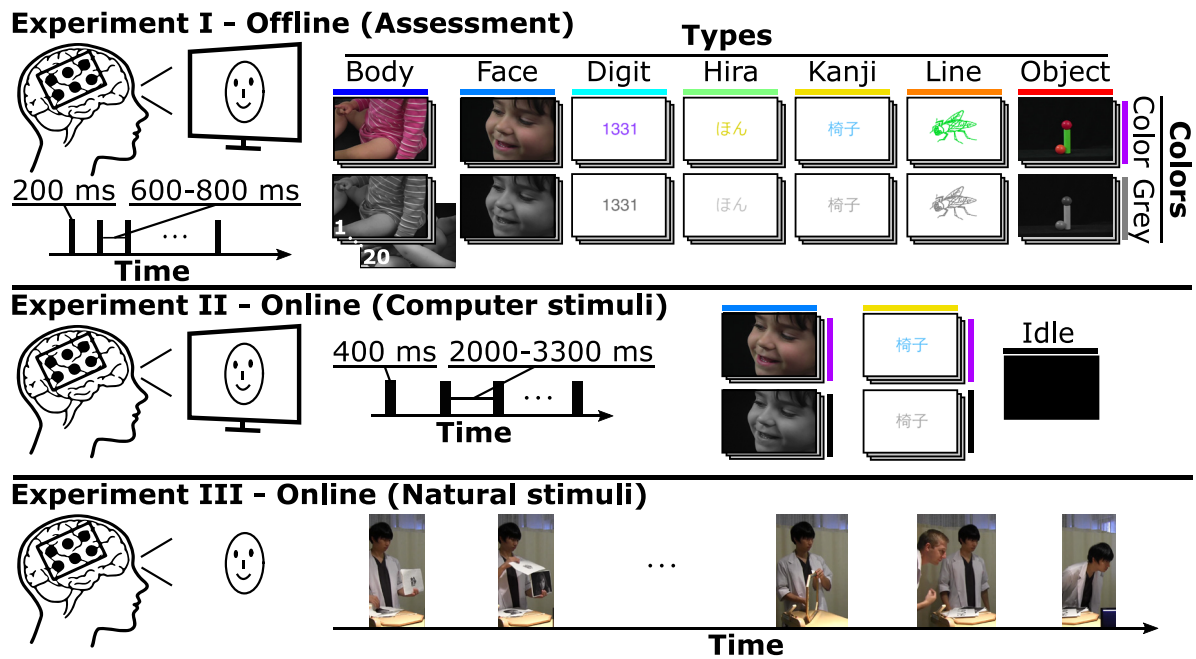 Experiment I - Offline (Assessment)
Types
Body Face Digit Hira Kanji Line Object
1331 ほん 椅子
Color
1331 ほん 椅子
Grey
Colors
1
20
200 ms 600-800 ms
...
Time
Experiment II - Online (Computer stimuli)
400 ms 2000-3300 ms
...
Time
椅子
椅子
Idle
Experiment III - Online (Natural stimuli)
...
Time